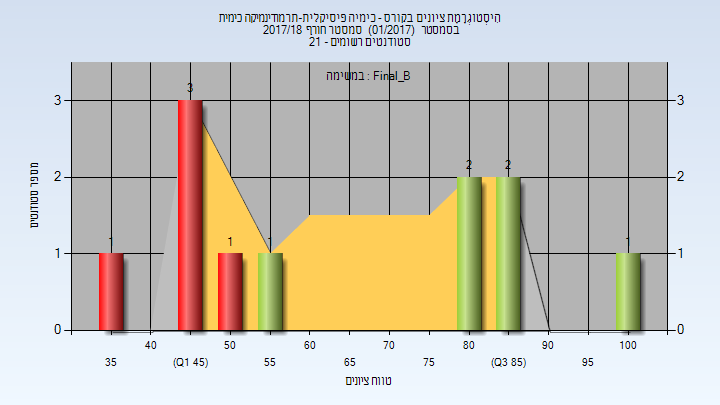 היסטוגרמת ציונים בקורס - כימיה פיסיקלית-תרמודינמיקה כימית
בסמסטר (01/2017) סמסטר חורף 2017/18
סטודנטים רשומים - 21
במשימה : Final_B
מספר סטודנטים
3 3
2 2
1 1
0 0
1 3 1 1 2 2 1
40 50 60 70 80 90 100
35 (Q1 45) 55 65 75 (Q3 85) 95
טווח ציונים